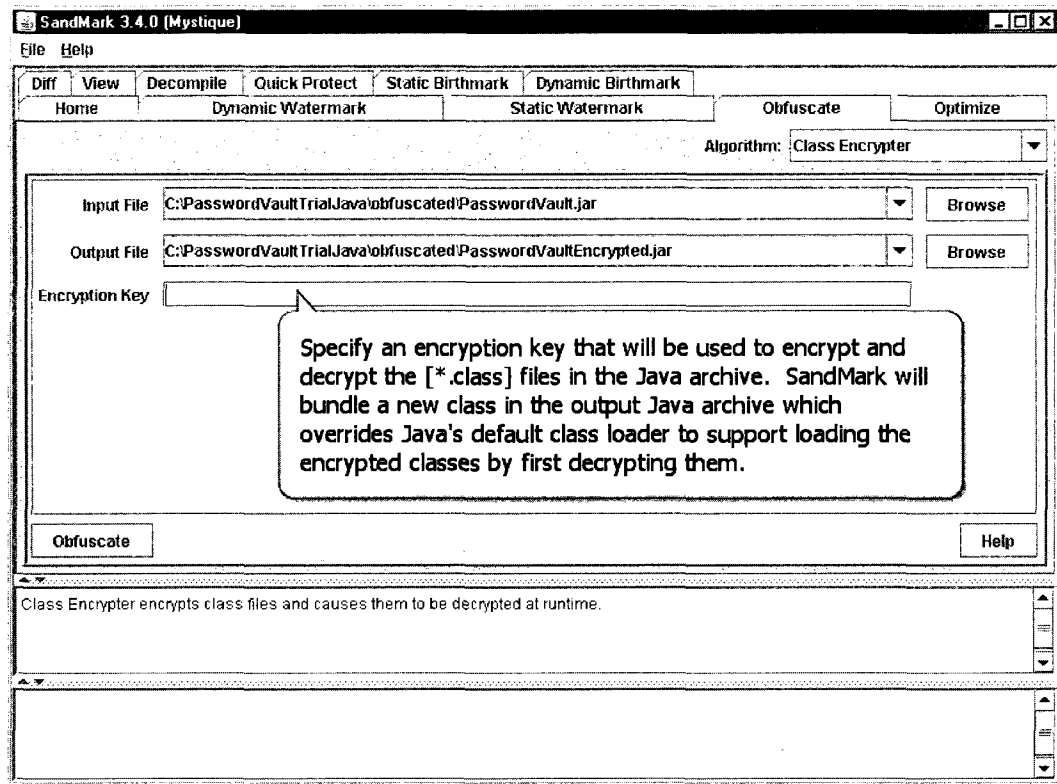 SandMark 3.4.0 (Mystique)
File Help
Diff View Decompile Quick Protect Static Birthmark Dynamic Birthmark
Home Dynamic Watermark Static Watermark Obfuscate Optimize
Algorithm: Class Encrypter
Input File C:\PasswordVaultTrialJava\obfuscated\PasswordVault.jar Browse
Output File C:\PasswordVaultTrialJava\obfuscated\PasswordVaultEncrypted.jar Browse
Encryption Key
Specify an encryption key that will be used to encrypt and
decrypt the [*.class] files in the Java archive. SandMark will
bundle a new class in the output Java archive which
overrides Java's default class loader to support loading the
encrypted classes by first decrypting them.
Obfuscate Help
Class Encrypter encrypts class files and causes them to be decrypted at runtime.